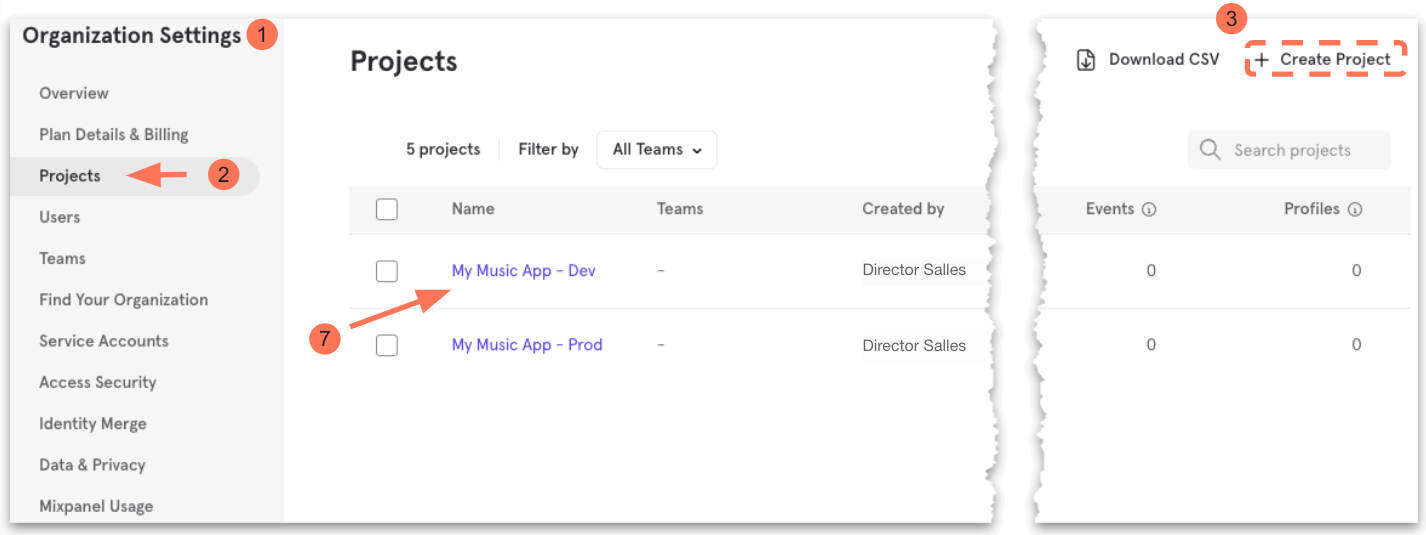 Organization Settings 1
Overview
Plan Details & Billing
Projects 2
Users
Teams
Find Your Organization
Service Accounts
Access Security
Identity Merge
Data & Privacy
Mixpanel Usage
Projects
3
Download CSV + Create Project
5 projects Filter by All Teams
Search projects
Name Teams Created by Events Profiles
My Music App - Dev - Director Salles 0 0
7
My Music App - Prod - Director Salles 0 0